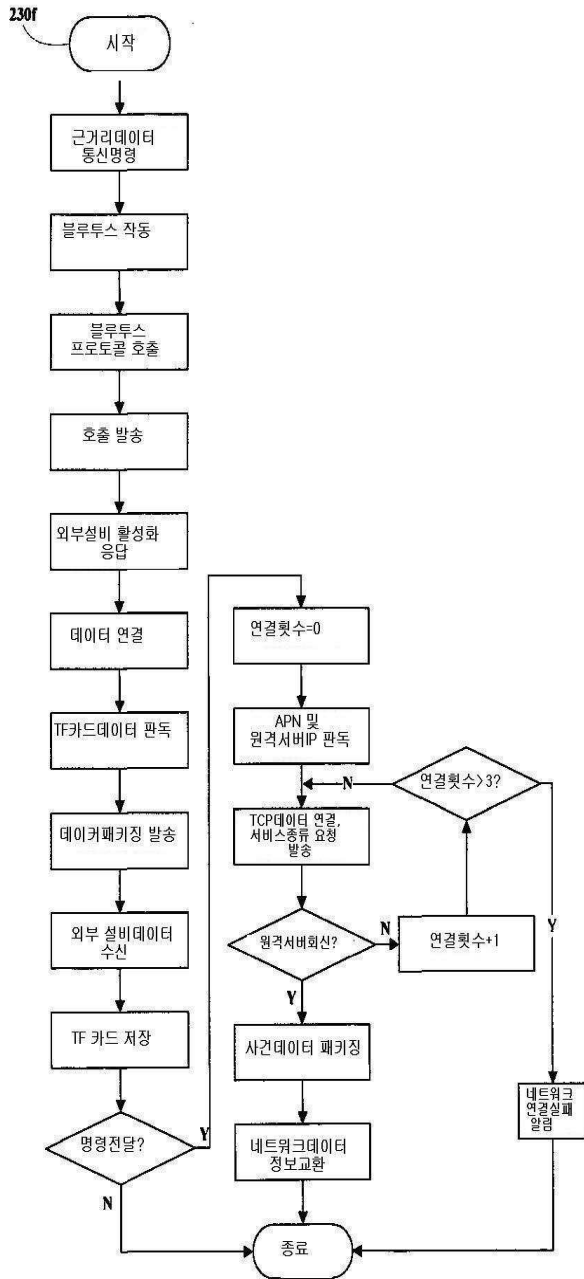 230f
시작
근거리데이터
통신명령
블루투스 작동
블루투스
프로토콜 호출
호출 발송
외부설비 활성화
응답
데이터 연결
TF카드데이터 판독
데이커패키징 발송
외부 설비데이터
수신
TF 카드 저장
명령전달?
Y
N
연결횟수=0
APN 및
원격서버IP 판독
TCP데이터 연결,
서비스종류 요청
발송
원격서버회신?
N
연결횟수+1
연결횟수>3?
N
Y
Y
사건데이터 패키징
네트워크데이터
정보교환
네트워크
연결실패
알림
종료